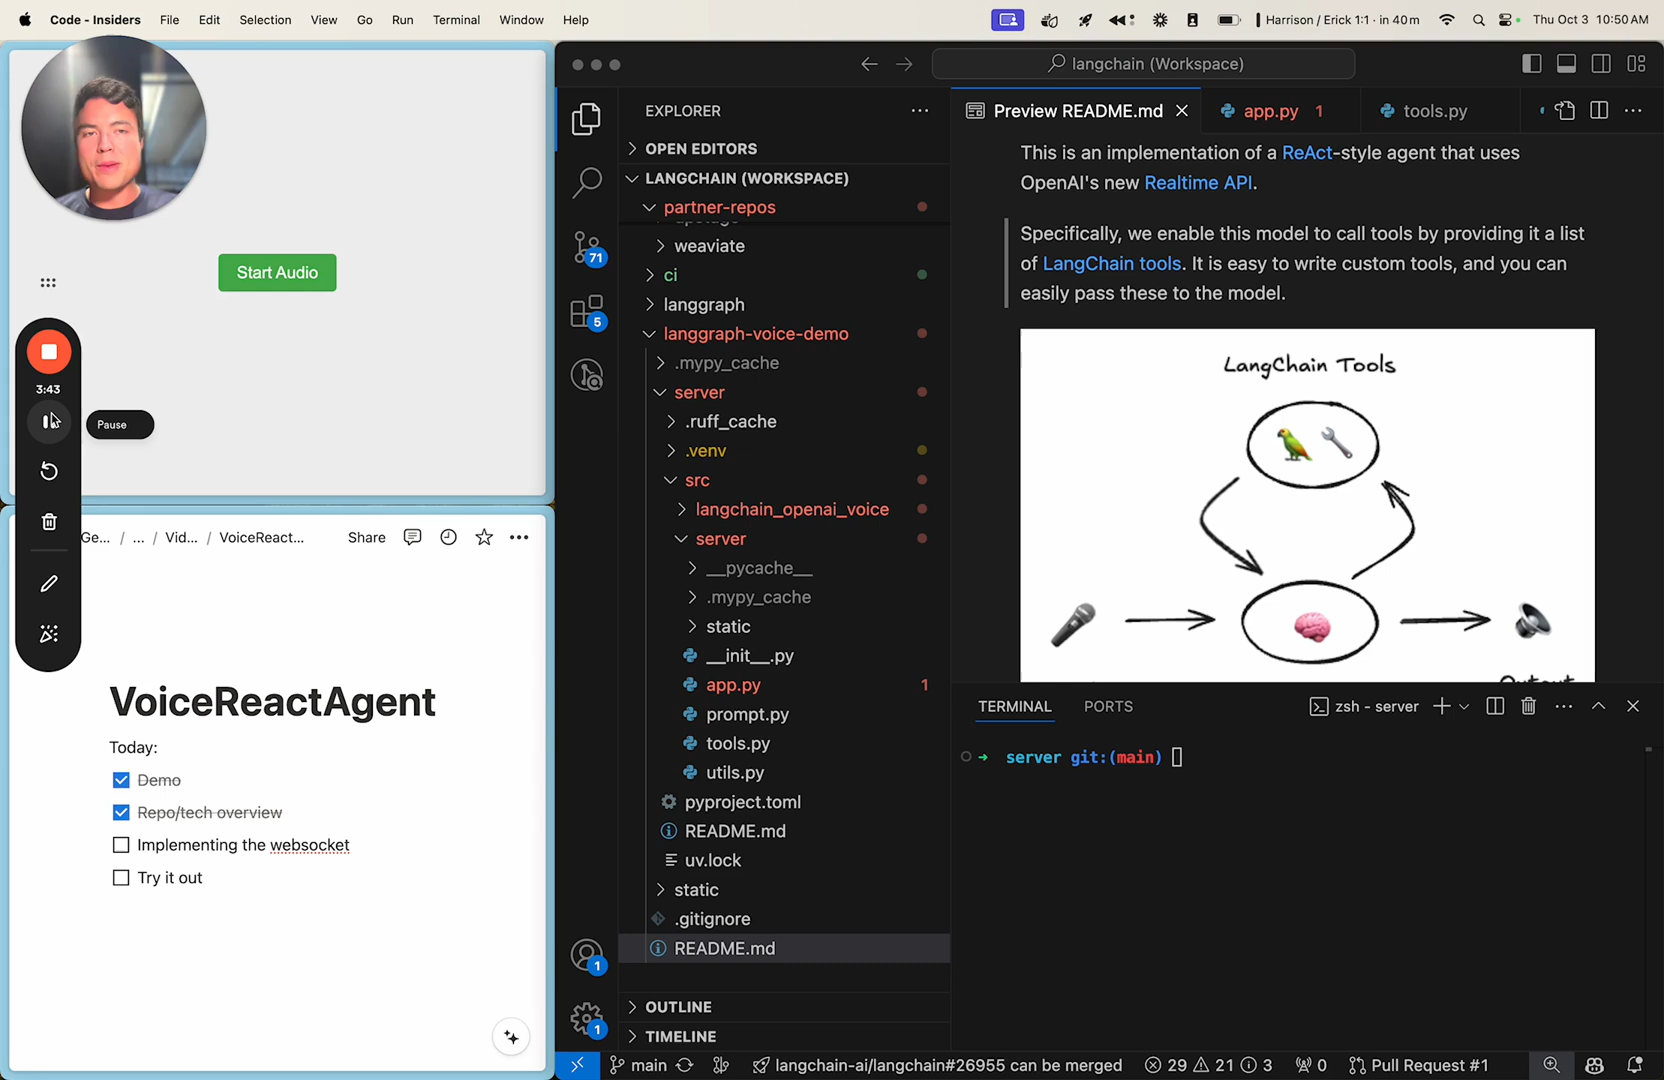 Code - Insiders File Edit Selection View Go Run Terminal Window Help
Harrison / Erick 1:1 · in 40m Thu Oct 3 10:50 AM
Start Audio
3:43
Pause
Ge... / ... / Vid... / VoiceReact... Share
VoiceReactAgent
Today:
Demo
Repo/tech overview
Implementing the websocket
Try it out
langchain (Workspace)
71
5
1
1
EXPLORER
OPEN EDITORS
LANGCHAIN (WORKSPACE)
partner-repos
weaviate
ci
langgraph
langgraph-voice-demo
.mypy_cache
server
.ruff_cache
.venv
src
langchain_openai_voice
server
__pycache__
.mypy_cache
static
__init__.py
app.py 1
prompt.py
tools.py
utils.py
pyproject.toml
README.md
uv.lock
static
.gitignore
README.md
OUTLINE
TIMELINE
Preview README.md app.py 1 tools.py
This is an implementation of a ReAct-style agent that uses
OpenAI's new Realtime API.
Specifically, we enable this model to call tools by providing it a list
of LangChain tools. It is easy to write custom tools, and you can
easily pass these to the model.
LangChain Tools
TERMINAL PORTS zsh - server
server git:(main)
main langchain-ai/langchain#26955 can be merged 29 21 3 0 Pull Request #1